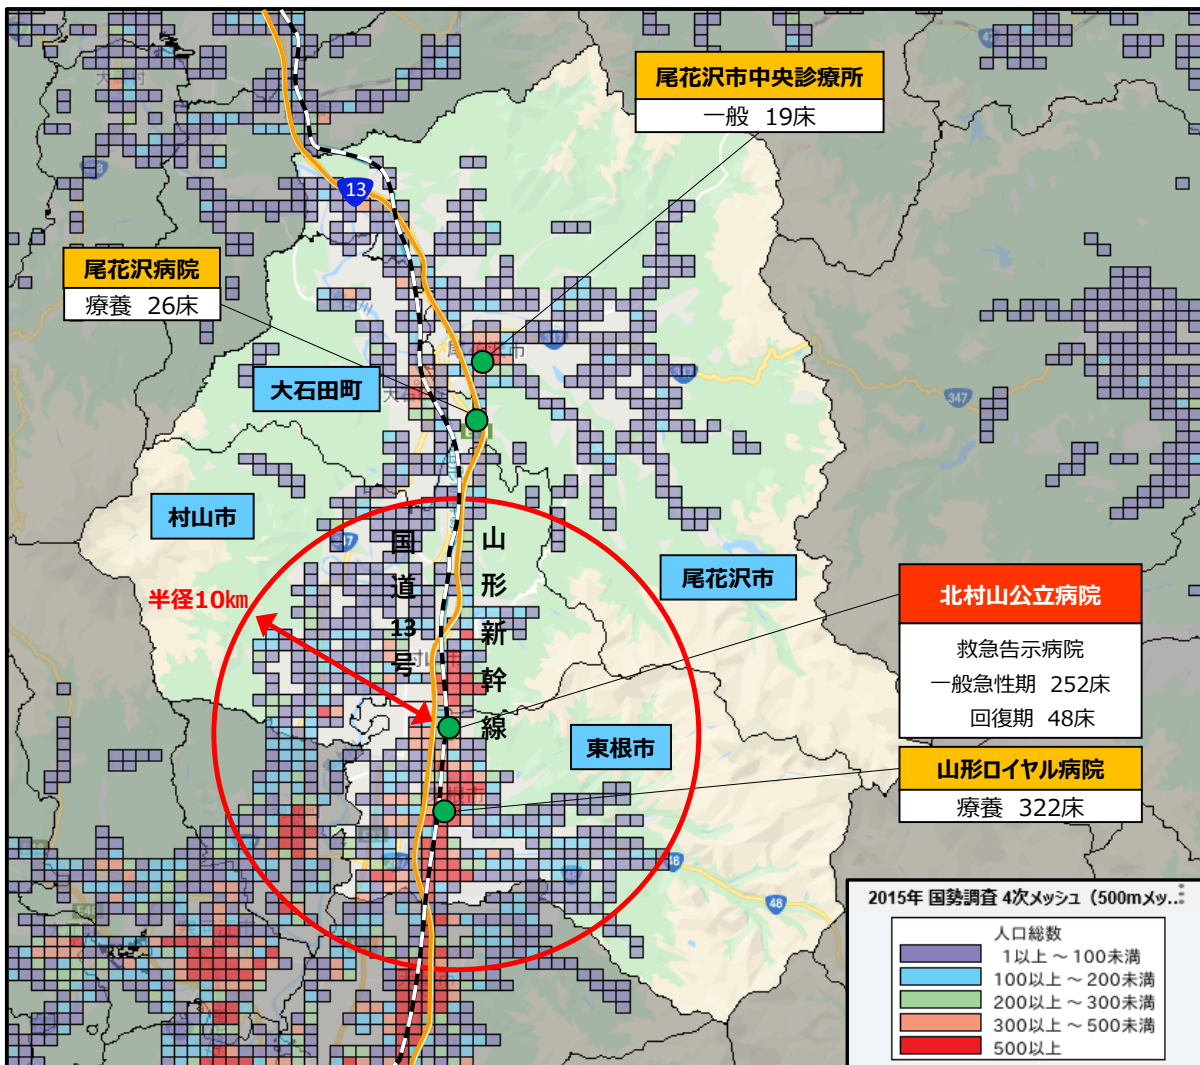 尾花沢市中央診療所
一般 19床
13
尾花沢病院
療養 26床
大石田町
347
347
347
村山市
国道13号
山形新幹線
尾花沢市
半径10㎞
北村山公立病院
救急告示病院
一般急性期 252床
回復期 48床
東根市
山形ロイヤル病院
療養 322床
48
48
2015年 国勢調査 4次メッシュ（500mメッ...
人口総数
1以上 ～ 100未満
100以上 ～ 200未満
200以上 ～ 300未満
300以上 ～ 500未満
500以上